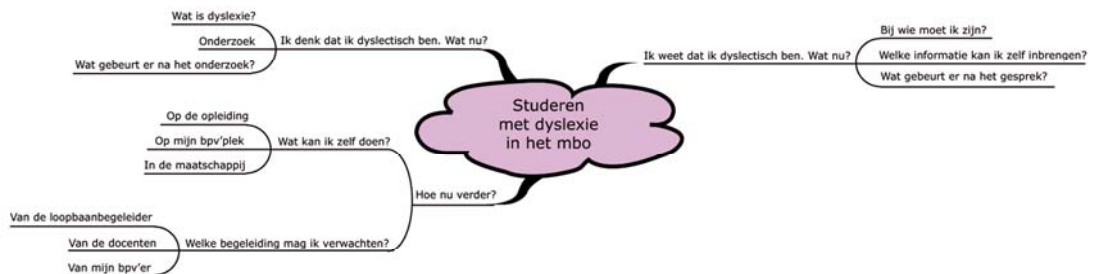 Studeren
met dyslexie
in het mbo
Ik denk dat ik dyslectisch ben. Wat nu?
Wat is dyslexie?
Onderzoek
Wat gebeurt er na het onderzoek?
Ik weet dat ik dyslectisch ben. Wat nu?
Bij wie moet ik zijn?
Welke informatie kan ik zelf inbrengen?
Wat gebeurt er na het gesprek?
Hoe nu verder?
Wat kan ik zelf doen?
Op de opleiding
Op mijn bpv'plek
In de maatschappij
Welke begeleiding mag ik verwachten?
Van de loopbaanbegeleider
Van de docenten
Van mijn bpv'er